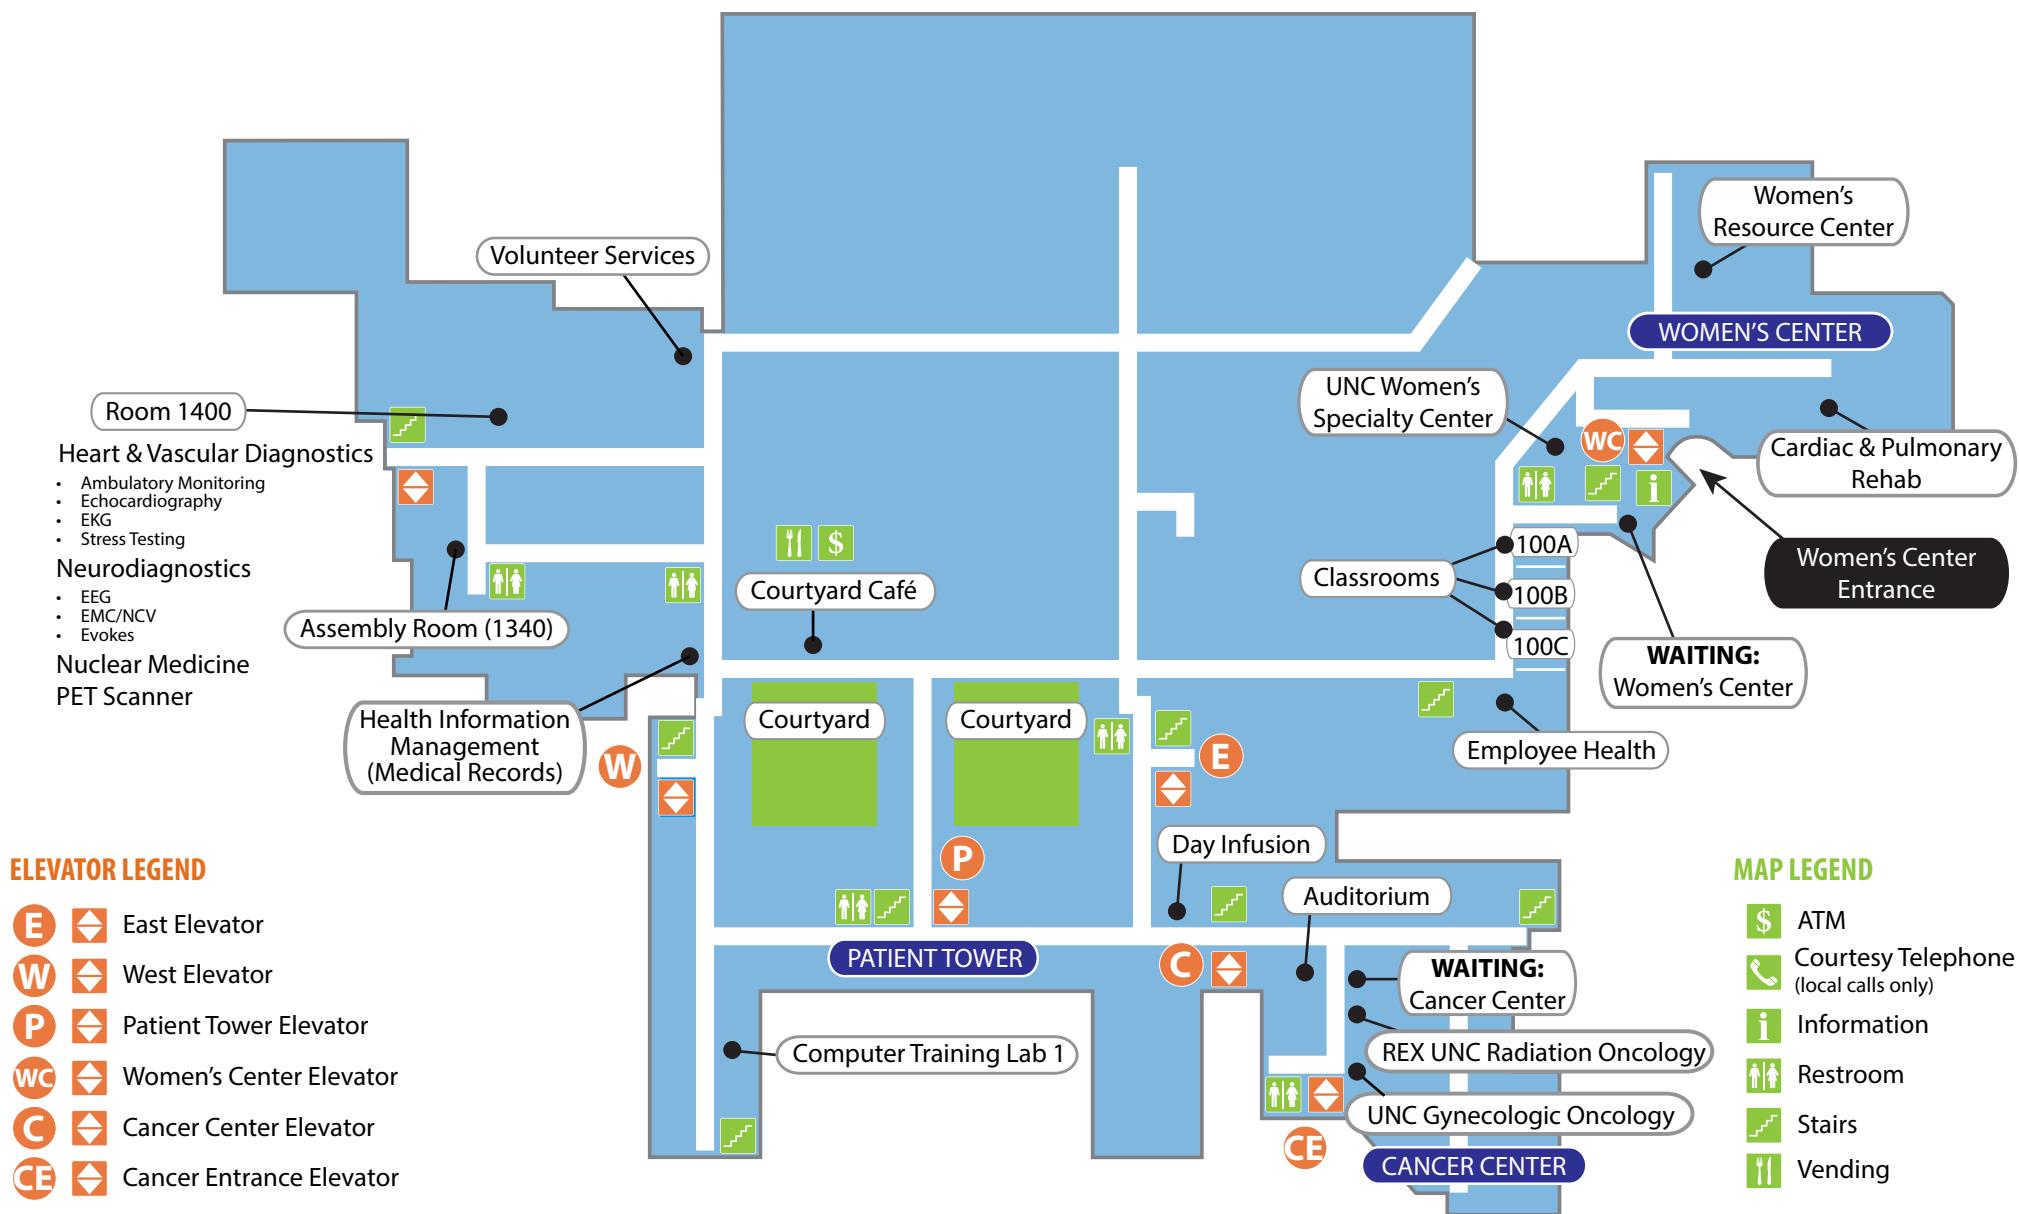 Women's
Resource Center
Volunteer Services
WOMEN'S CENTER
UNC Women's
Specialty Center
Room 1400
Heart & Vascular Diagnostics
• Ambulatory Monitoring
• Echocardiography
• EKG
• Stress Testing
Neurodiagnostics
• EEG
• EMC/NCV
• Evokes
Nuclear Medicine
PET Scanner
WC
Cardiac & Pulmonary
Rehab
i
$
100A
Women's Center
Entrance
Classrooms
Courtyard Café
100B
Assembly Room (1340)
100C
WAITING:
Women's Center
Health Information
Management
(Medical Records)
Courtyard
Courtyard
Employee Health
W
E
Day Infusion
P
Auditorium
PATIENT TOWER
C
WAITING:
Cancer Center
Computer Training Lab 1
REX UNC Radiation Oncology
UNC Gynecologic Oncology
CE
CANCER CENTER
ELEVATOR LEGEND
E East Elevator
W West Elevator
P Patient Tower Elevator
WC Women's Center Elevator
C Cancer Center Elevator
CE Cancer Entrance Elevator
MAP LEGEND
$ ATM
Courtesy Telephone
(local calls only)
i Information
Restroom
Stairs
Vending